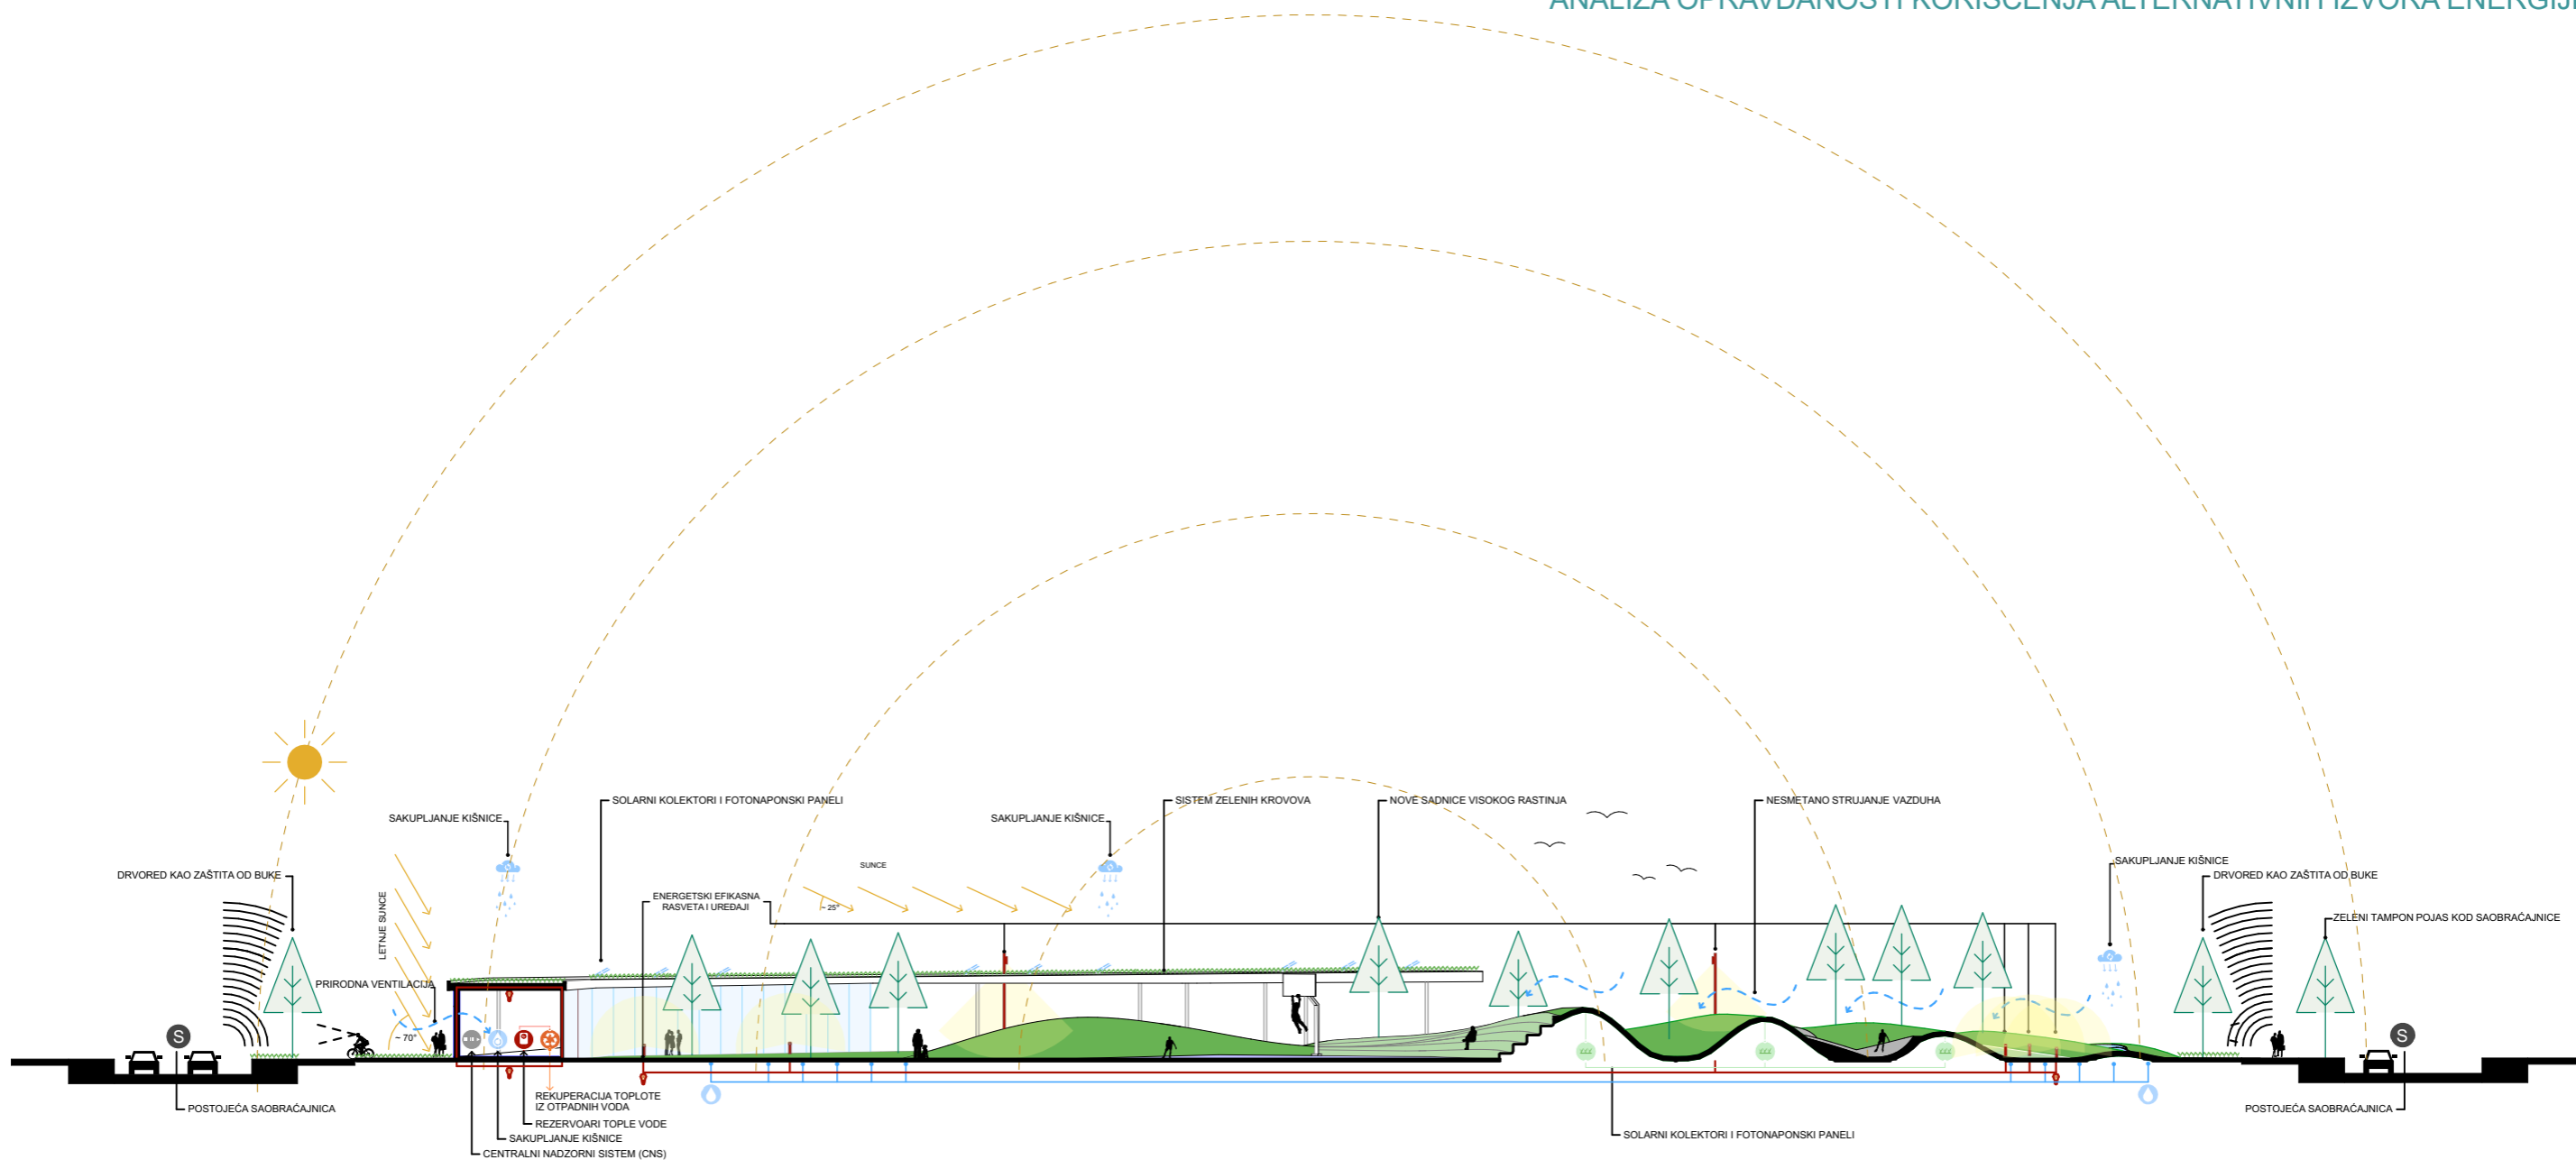 ANALIZA OPRAVDANOSTI KORIŠĆENJA ALTERNATIVNIH IZVORA ENERGIJE
SOLARNI KOLEKTORI I FOTONAPONSKI PANELI
SISTEM ZELENIH KROVOVA
NOVE SADNICE VISOKOG RASTINJA
NESMETANO STRUJANJE VAZDUHA
SAKUPLJANJE KIŠNICE
SAKUPLJANJE KIŠNICE
SAKUPLJANJE KIŠNICE
SUNCE
DRVORED KAO ZAŠTITA OD BUKE
DRVORED KAO ZAŠTITA OD BUKE
ENERGETSKI EFIKASNA
RASVETA I UREĐAJI
~ 25°
ZELENI TAMPON POJAS KOD SAOBRAĆAJNICE
LETNJE SUNCE
PRIRODNA VENTILACIJA
~ 70°
S
S
REKUPERACIJA TOPLOTE
IZ OTPADNIH VODA
POSTOJEĆA SAOBRAĆAJNICA
POSTOJEĆA SAOBRAĆAJNICA
REZERVOARI TOPLE VODE
SAKUPLJANJE KIŠNICE
SOLARNI KOLEKTORI I FOTONAPONSKI PANELI
CENTRALNI NADZORNI SISTEM (CNS)